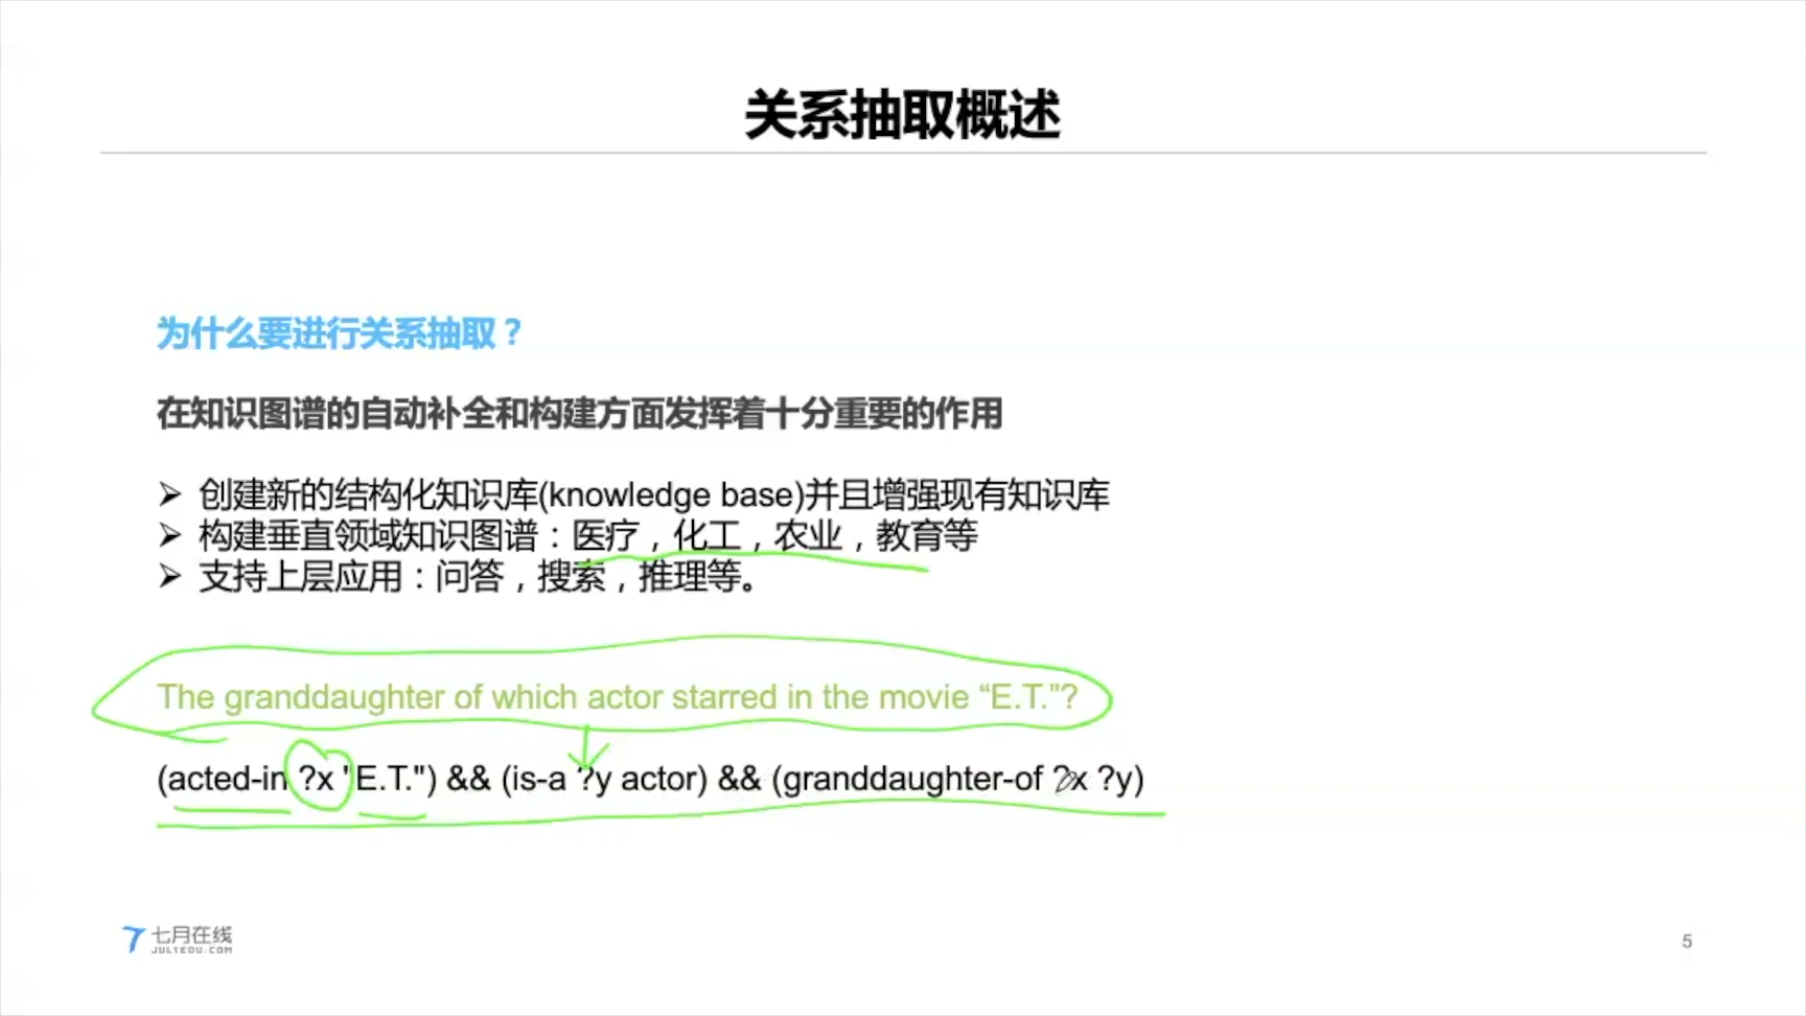 关系抽取概述
为什么要进行关系抽取？
在知识图谱的自动补全和构建方面发挥着十分重要的作用
➢ 创建新的结构化知识库(knowledge base)并且增强现有知识库
➢ 构建垂直领域知识图谱：医疗，化工，农业，教育等
➢ 支持上层应用：问答，搜索，推理等。
The granddaughter of which actor starred in the movie “E.T.”?
(acted-in ?x "E.T.") && (is-a ?y actor) && (granddaughter-of ?x ?y)
七月在线
JULYEDU.COM
5